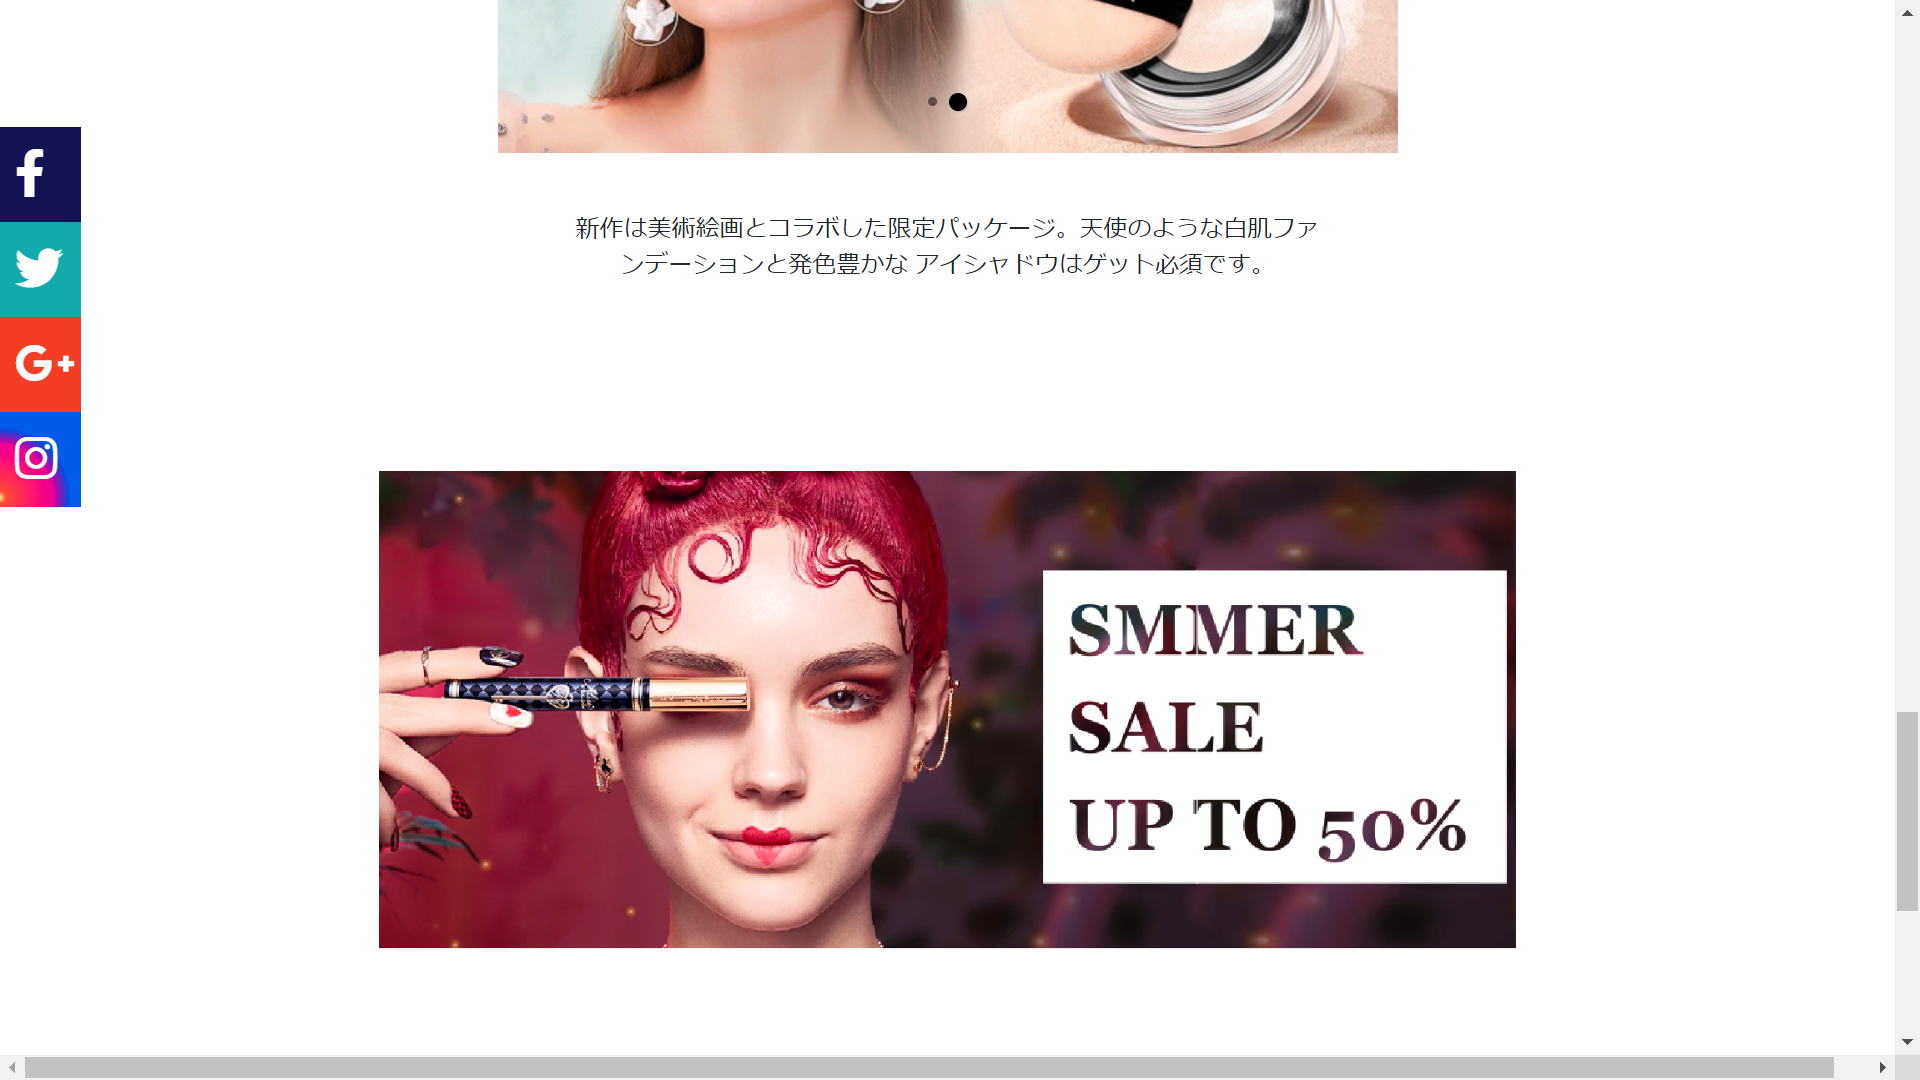 新作は美術絵画とコラボした限定パッケージ。天使のような白肌ファ
ンデーションと発色豊かな アイシャドウはゲット必須です。
SMMER
SALE
UP TO 50%